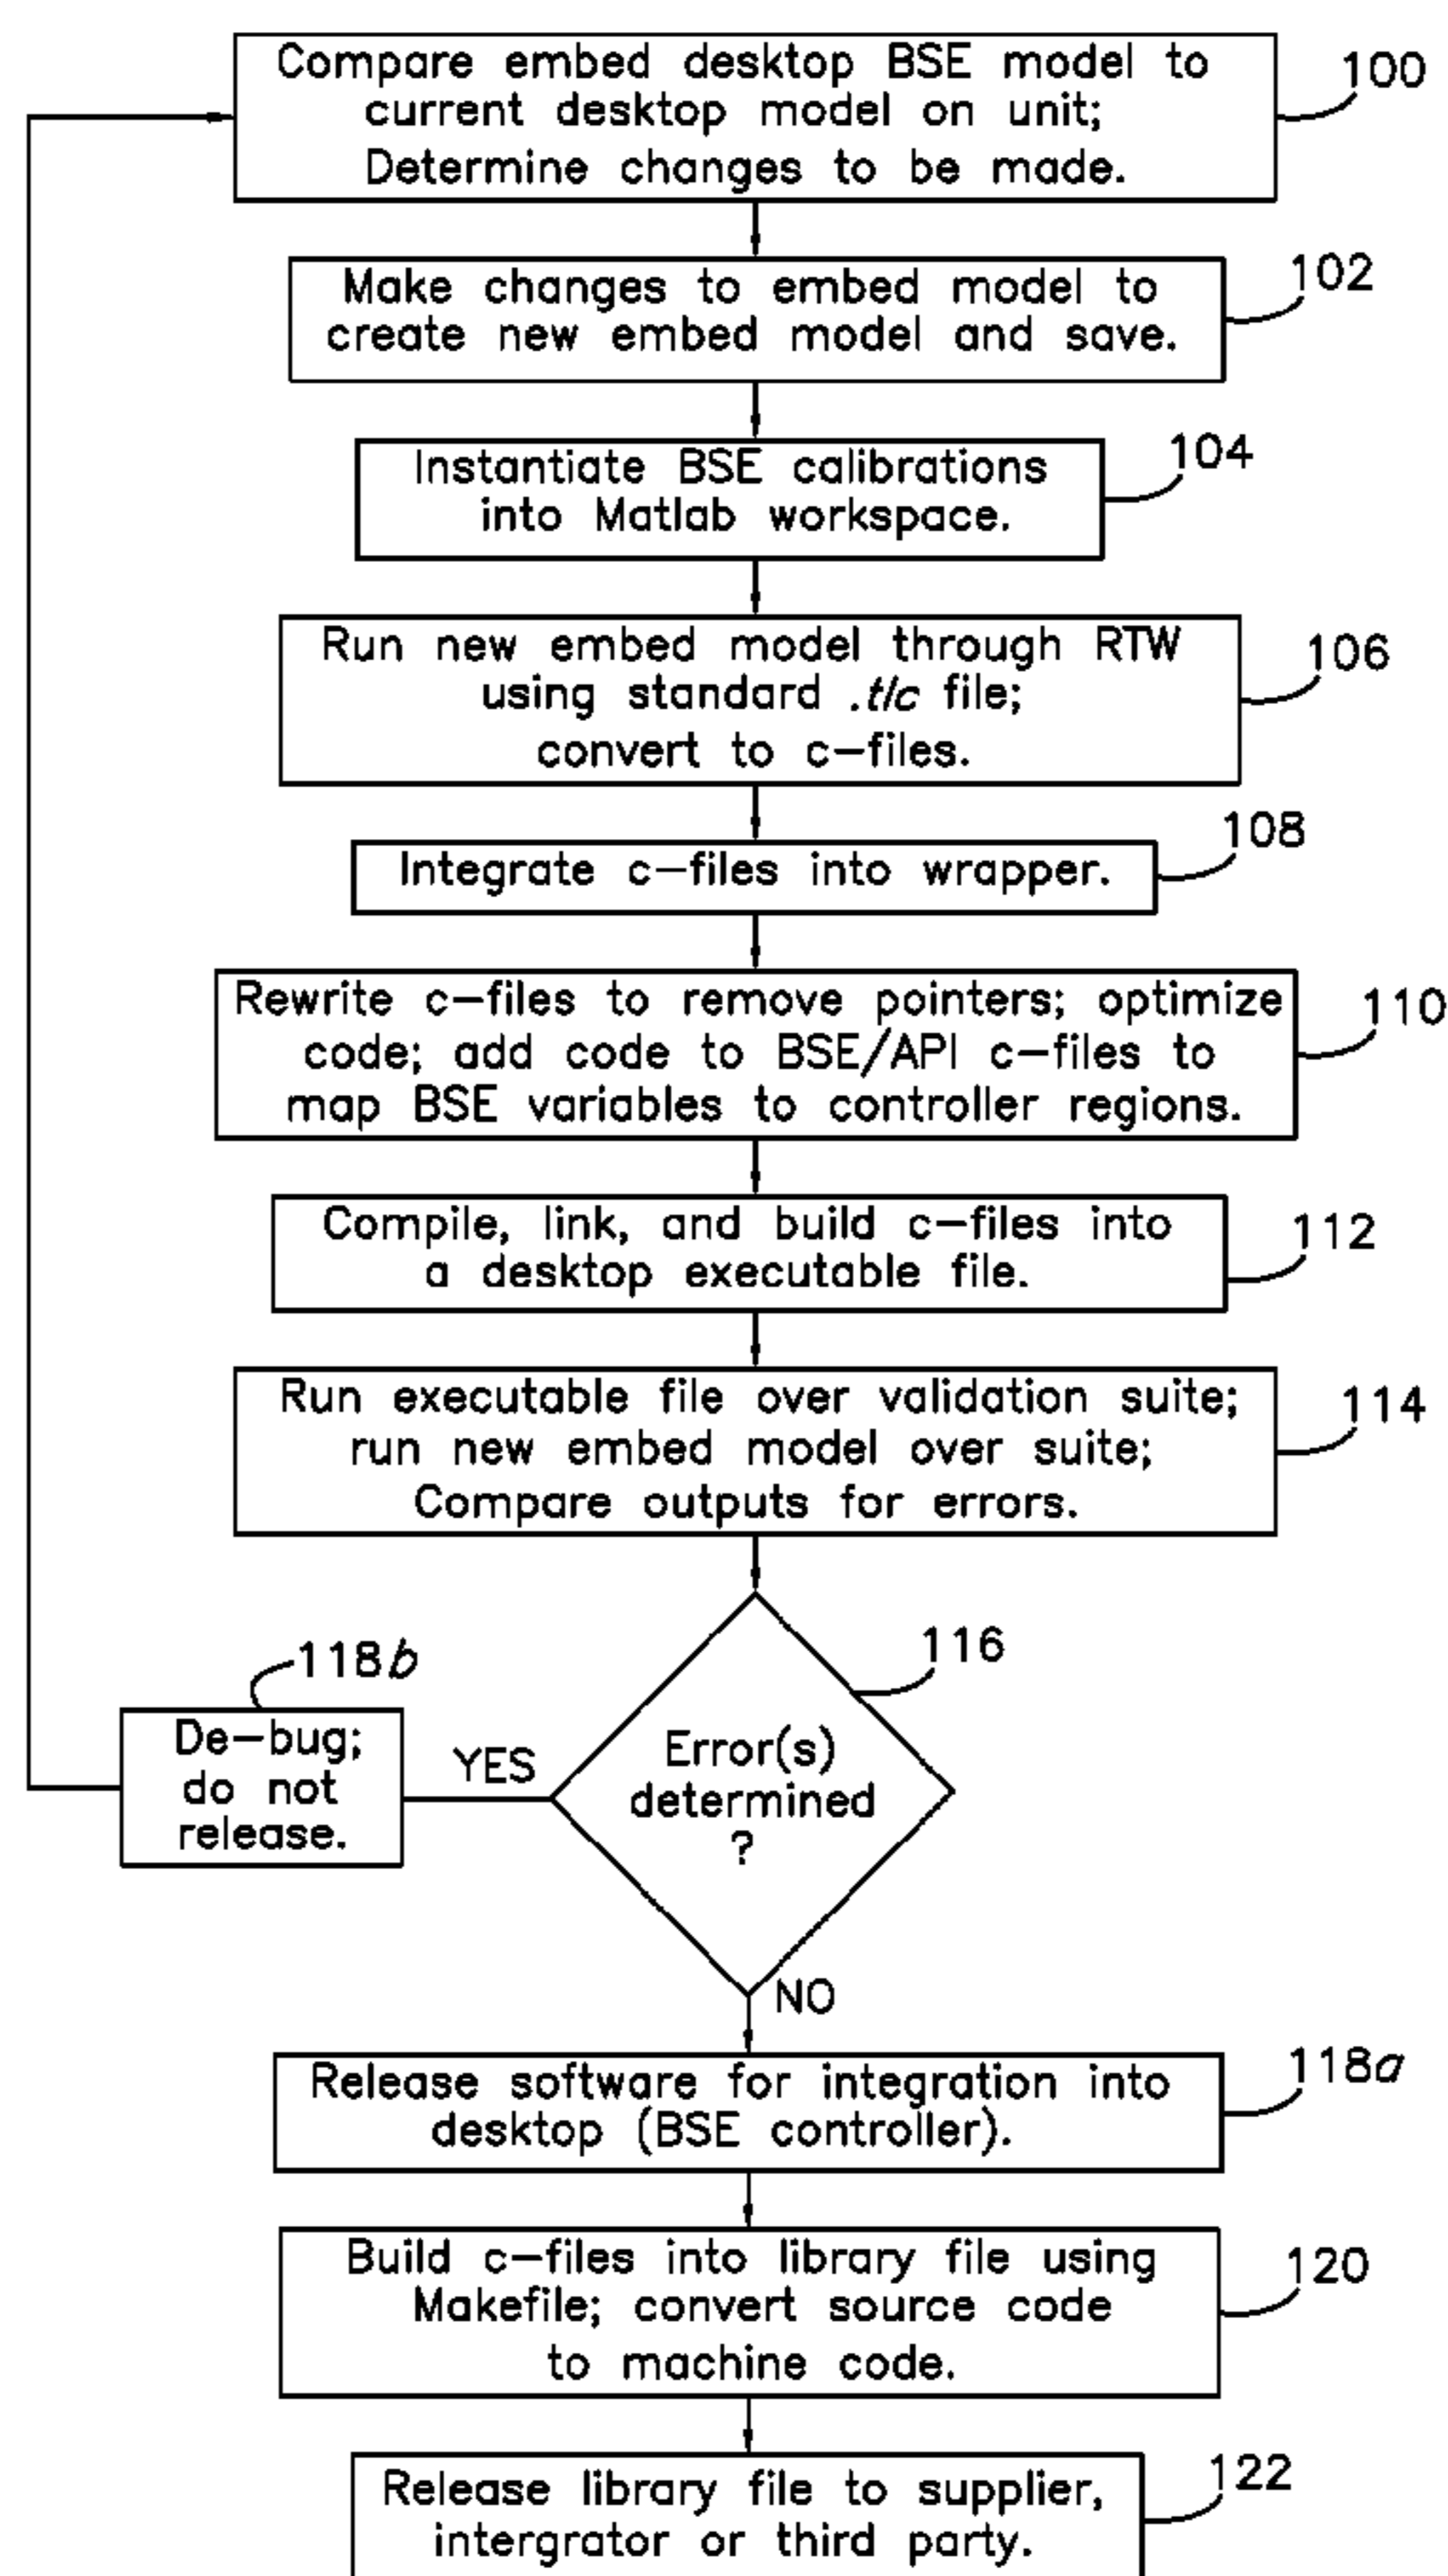 Compare embed desktop BSE model to
current desktop model on unit;
Determine changes to be made.
100
Make changes to embed model to
create new embed model and save.
102
Instantiate BSE calibrations
into Matlab workspace.
104
Run new embed model through RTW
using standard .tlc file;
convert to c-files.
106
Integrate c-files into wrapper.
108
Rewrite c-files to remove pointers; optimize
code; add code to BSE/API c-files to
map BSE variables to controller regions.
110
Compile, link, and build c-files into
a desktop executable file.
112
Run executable file over validation suite;
run new embed model over suite;
Compare outputs for errors.
114
Error(s)
determined
?
116
YES
118b
De-bug;
do not
release.
NO
Release software for integration into
desktop (BSE controller).
118a
Build c-files into library file using
Makefile; convert source code
to machine code.
120
Release library file to supplier,
intergrator or third party.
122